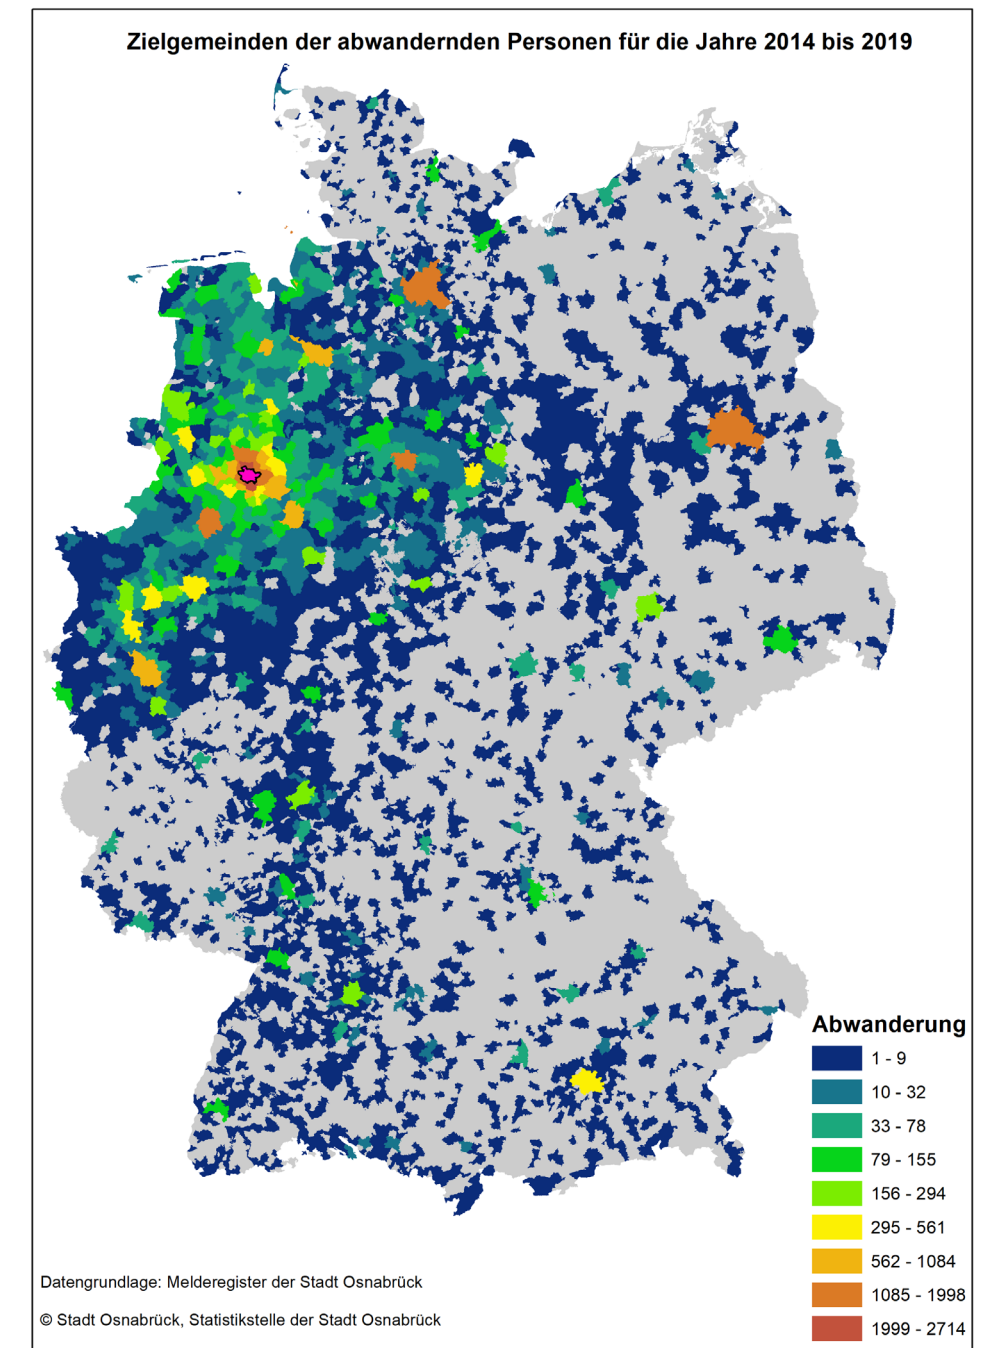 Zielgemeinden der abwandernden Personen für die Jahre 2014 bis 2019
Abwanderung
1 - 9
10 - 32
33 - 78
79 - 155
156 - 294
295 - 561
562 - 1084
1085 - 1998
1999 - 2714
Datengrundlage: Melderegister der Stadt Osnabrück
© Stadt Osnabrück, Statistikstelle der Stadt Osnabrück